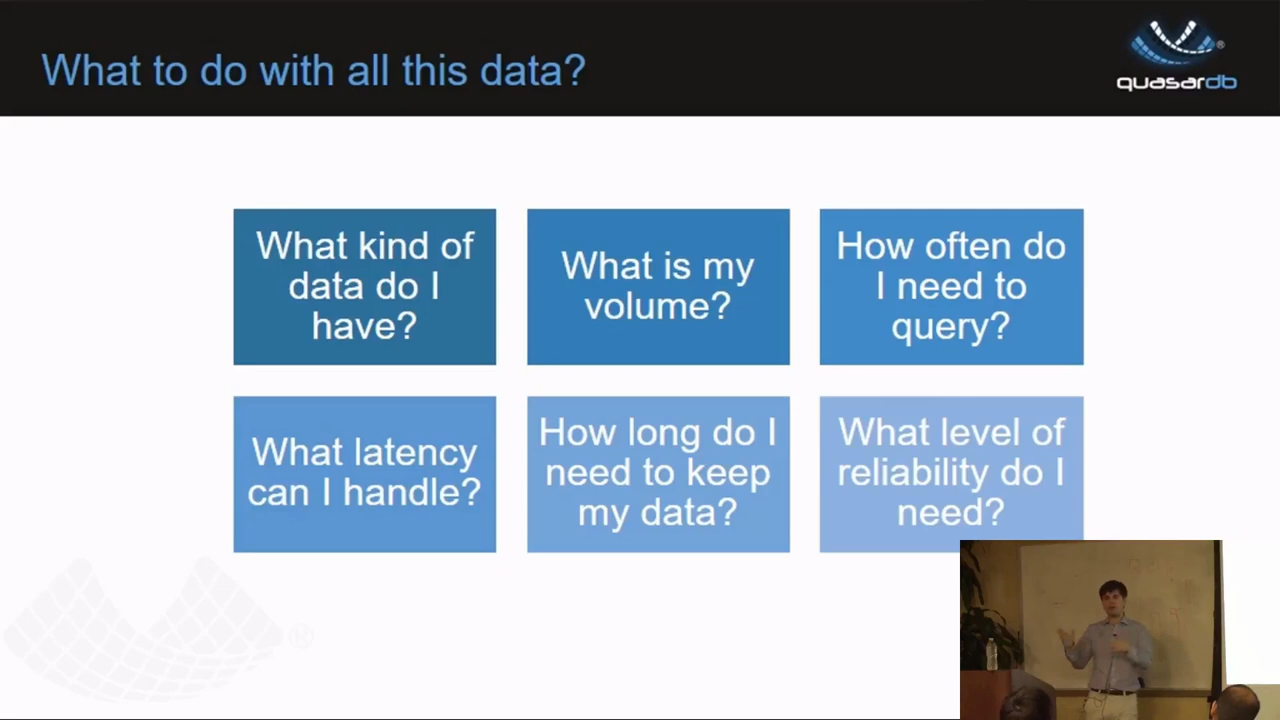 What to do with all this data?
quasardb
What kind of
data do I
have?
What is my
volume?
How often do
I need to
query?
What latency
can I handle?
How long do I
need to keep
my data?
What level of
reliability do I
need?